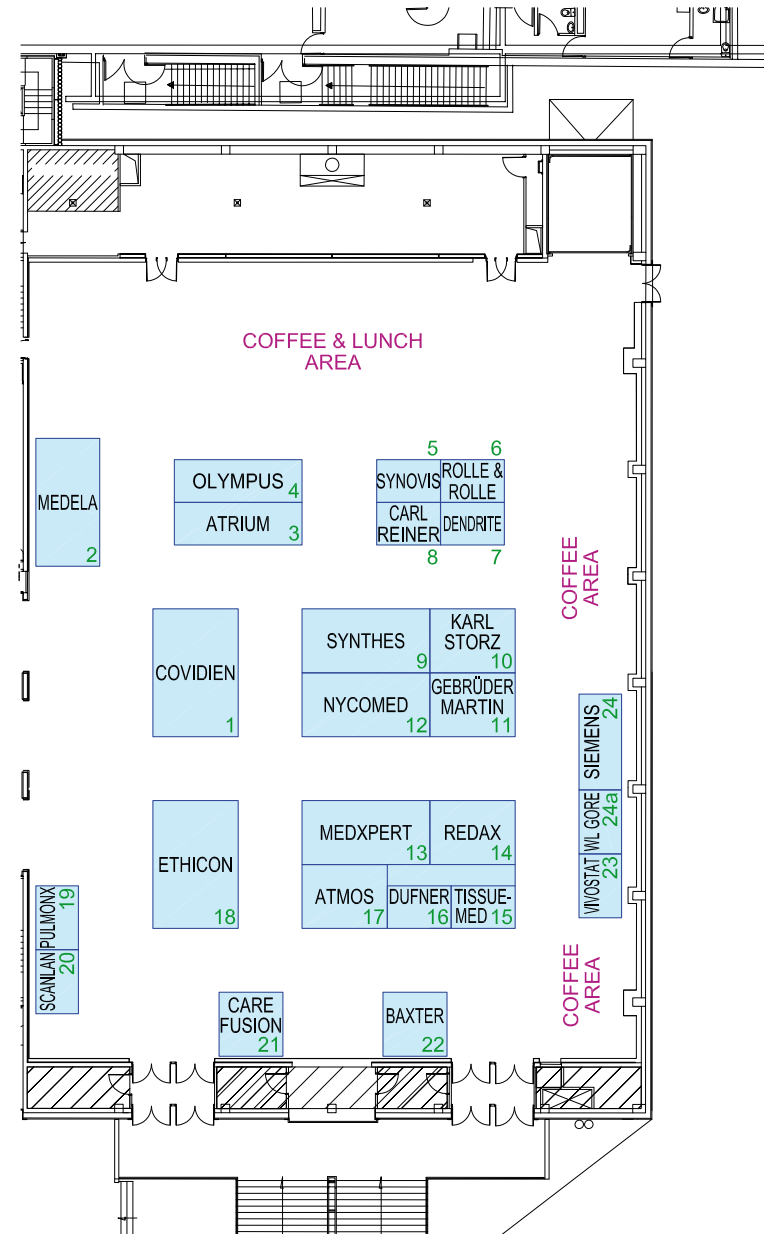 COFFEE & LUNCH
AREA
5
6
MEDELA
2
OLYMPUS 4
ATRIUM 3
SYNOVIS
ROLLE &
ROLLE
CARL
REINER
DENDRITE
8
7
COFFEE
AREA
COVIDIEN
1
SYNTHES 9
KARL
STORZ
10
NYCOMED 12
GEBRÜDER
MARTIN
11
SIEMENS 24
WL GORE 24a
VIVOSTAT 23
ETHICON
18
MEDXPERT
13
REDAX
14
ATMOS
17
DUFNER
16
TISSUE-
MED 15
PULMONX 19
SCANLAN 20
COFFEE
AREA
CARE
FUSION
21
BAXTER
22